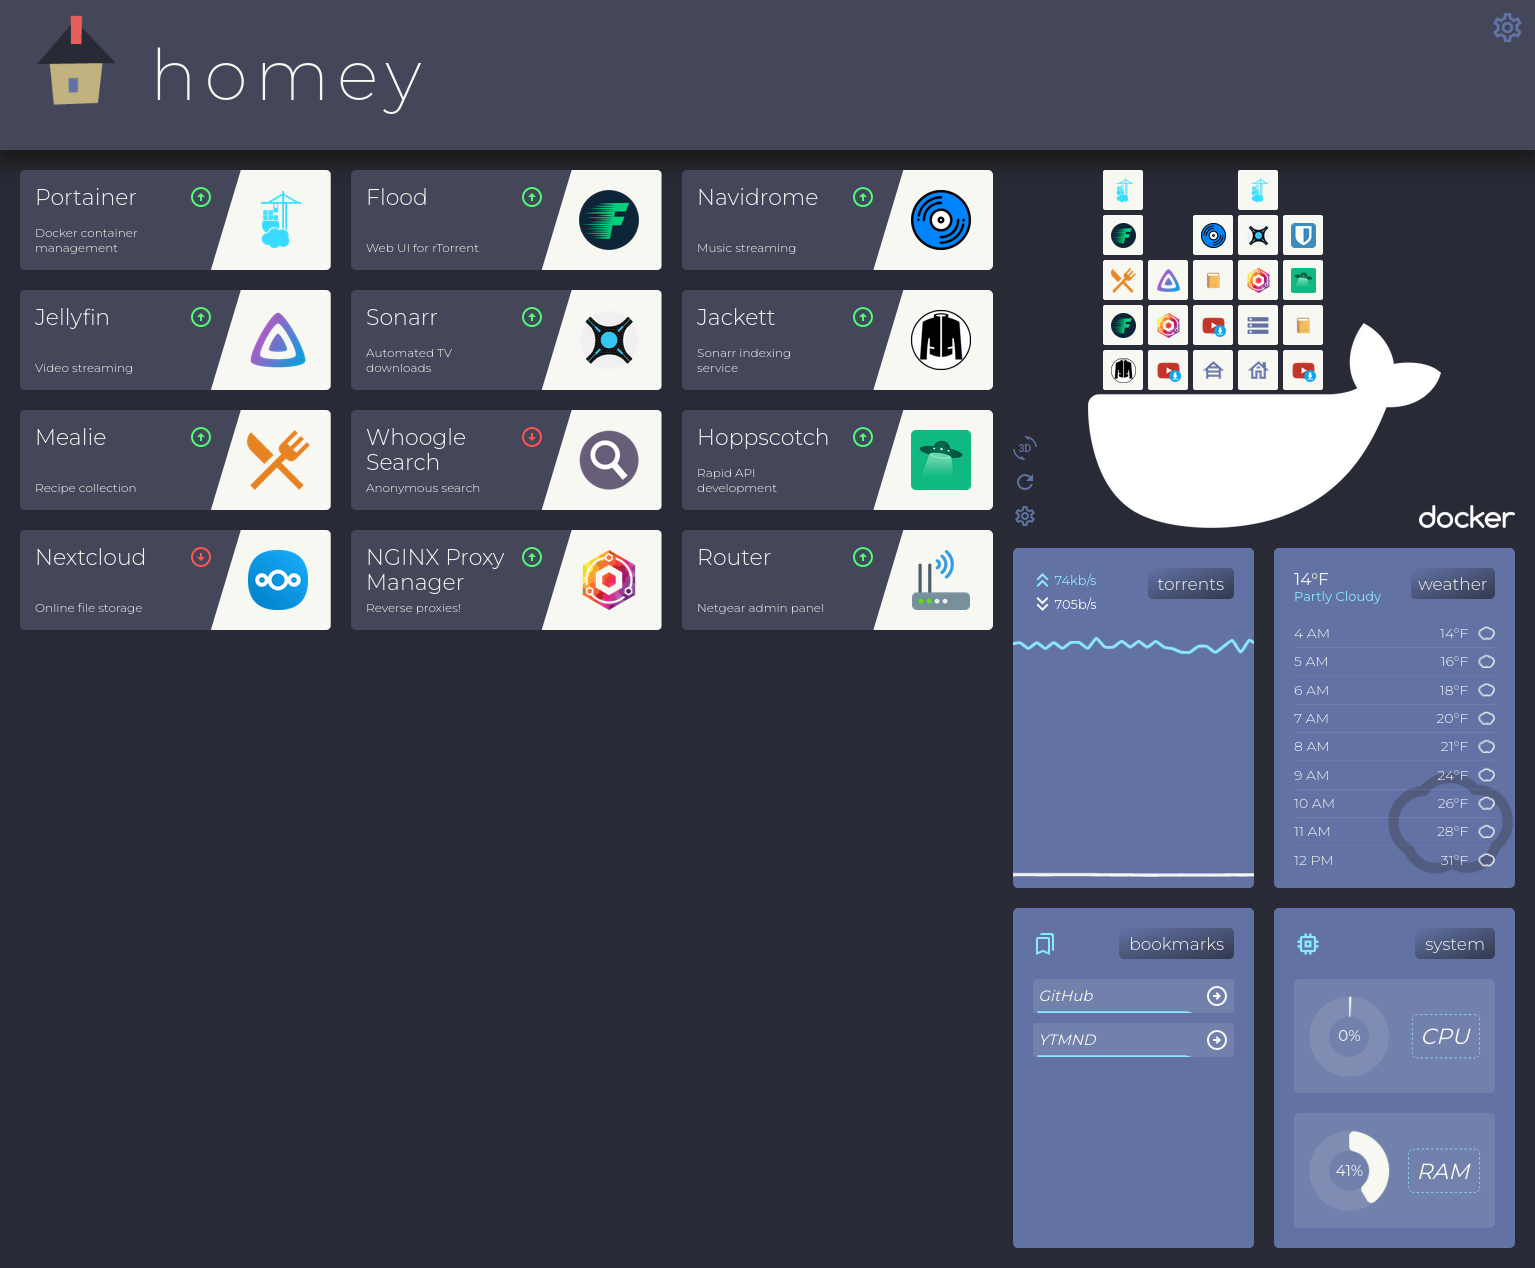 homey
Portainer
Docker container
management
Flood
Web UI for rTorrent
Navidrome
Music streaming
Jellyfin
Video streaming
Sonarr
Automated TV
downloads
Jackett
Sonarr indexing
service
Mealie
Recipe collection
Whoogle
Search
Anonymous search
Hoppscotch
Rapid API
development
Nextcloud
Online file storage
NGINX Proxy
Manager
Reverse proxies!
Router
Netgear admin panel
3D
docker
74kb/s
705b/s
torrents
14°F
Partly Cloudy
weather
4 AM 14°F
5 AM 16°F
6 AM 18°F
7 AM 20°F
8 AM 21°F
9 AM 24°F
10 AM 26°F
11 AM 28°F
12 PM 31°F
bookmarks
GitHub
YTMND
system
0%
CPU
41%
RAM